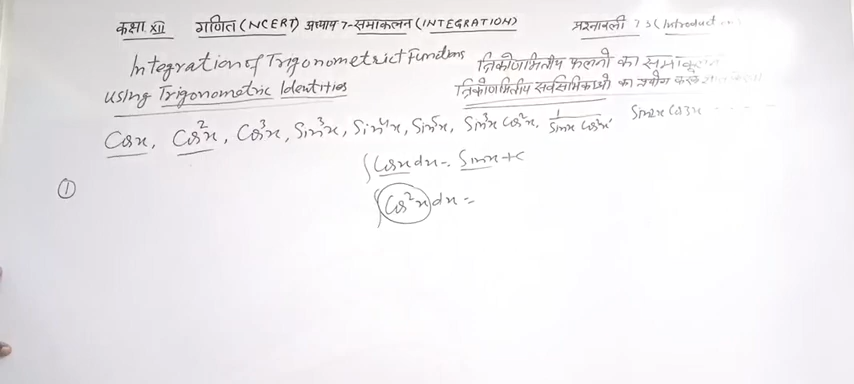 कक्षा XII गणित (NCERT) अध्याय 7-समाकलन (INTEGRATION) प्रश्नावली 7.3 (Introduction)
Integration of Trigonometrict Functions त्रिकोणमितीय फलनों का समाकलन
using Trigonometric Identities त्रिकोणमितीय सर्वसमिकाओं का प्रयोग करके
Cosx, Cos²x, Cos³x, Sin³x, Sin⁴x, Sin⁵x, Sin³x Cos²x, 1/Sinx Cos³x, Sin2x Cos3x ------
∫Cosx dx = Sinx + c
①
∫Cos²x dx =